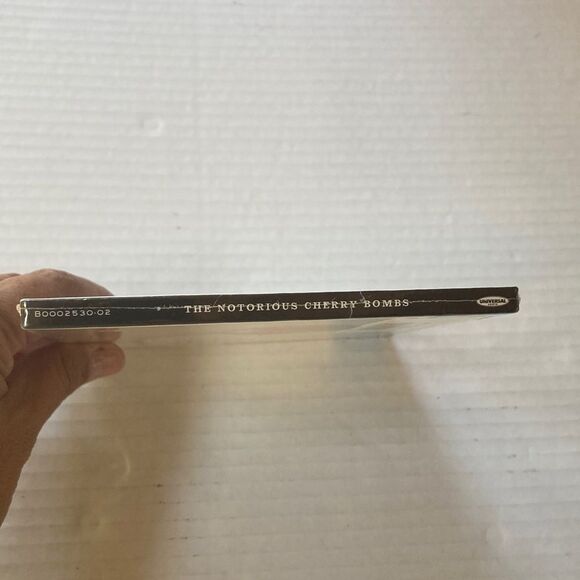 B0002530-02
THE NOTORIOUS CHERRY BOMBS
UNIVERSAL